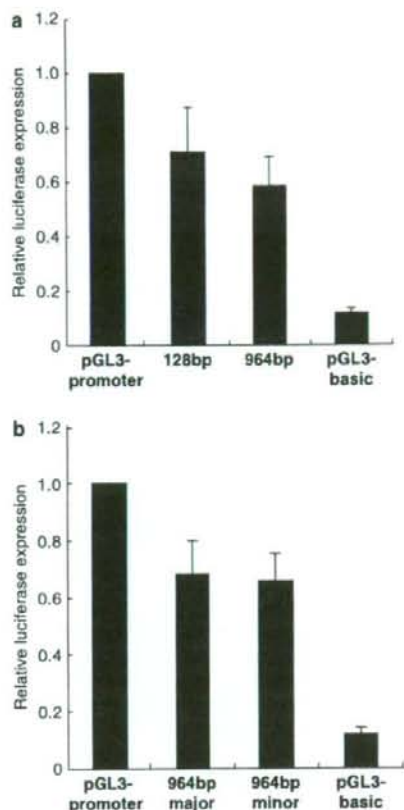 a
Relative luciferase expression
1.2
1.0
0.8
0.6
0.4
0.2
0
pGL3-
promoter
128bp
964bp
pGL3-
basic
b
Relative luciferase expression
1.2
1.0
0.8
0.6
0.4
0.2
0
pGL3-
promoter
964bp
major
964bp
minor
pGL3-
basic